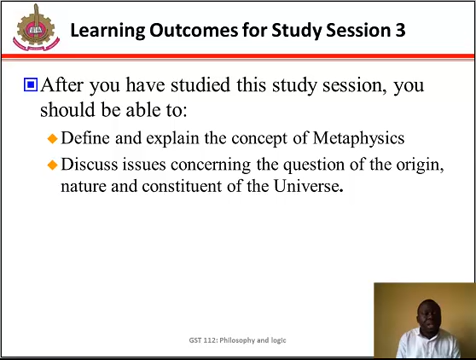 Learning Outcomes for Study Session 3
After you have studied this study session, you
should be able to:
Define and explain the concept of Metaphysics
Discuss issues concerning the question of the origin,
nature and constituent of the Universe.
GST 112: Philosophy and logic